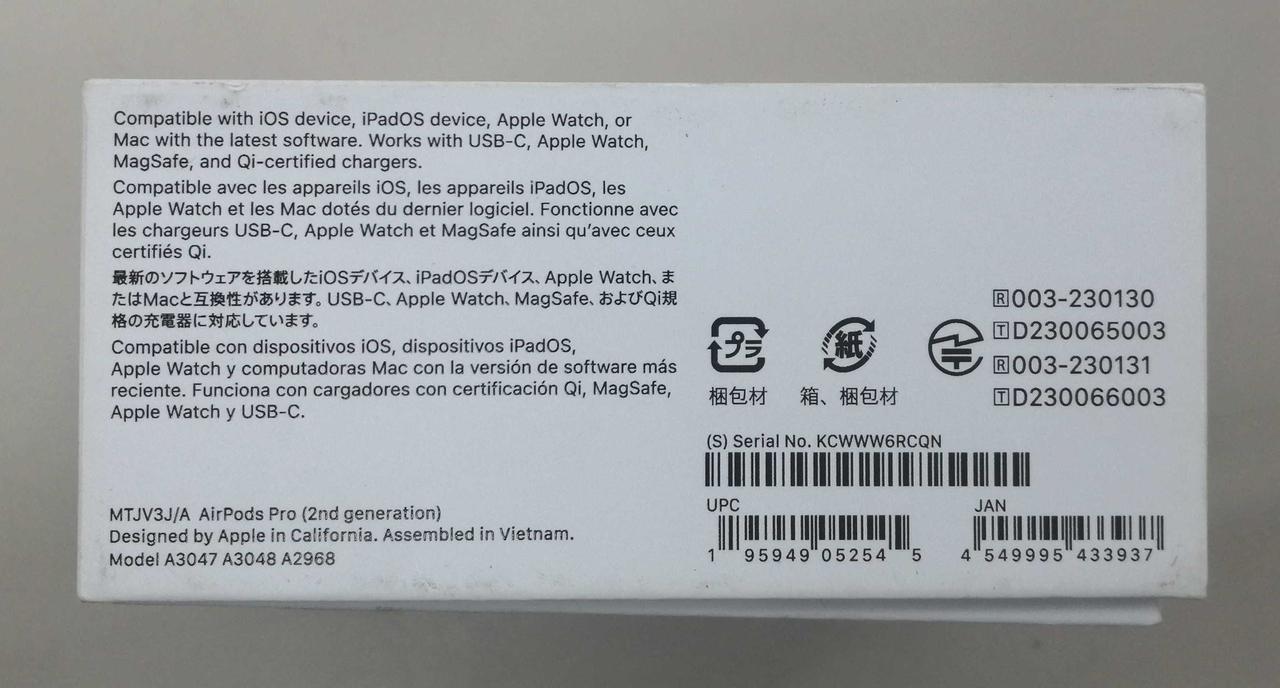 Compatible with iOS device, iPadOS device, Apple Watch, or
Mac with the latest software. Works with USB-C, Apple Watch,
MagSafe, and Qi-certified chargers.
Compatible avec les appareils iOS, les appareils iPadOS, les
Apple Watch et les Mac dotés du dernier logiciel. Fonctionne avec
les chargeurs USB-C, Apple Watch et MagSafe ainsi qu'avec ceux
certifiés Qi.
最新のソフトウェアを搭載したiOSデバイス、iPadOSデバイス、Apple Watch、ま
たはMacと互換性があります。USB-C、Apple Watch、MagSafe、およびQi規
格の充電器に対応しています。
Compatible con dispositivos iOS, dispositivos iPadOS,
Apple Watch y computadoras Mac con la versión de software más
reciente. Funciona con cargadores con certificación Qi, MagSafe,
Apple Watch y USB-C.
MTJV3J/A AirPods Pro (2nd generation)
Designed by Apple in California. Assembled in Vietnam.
Model A3047 A3048 A2968
プラ
梱包材
紙
箱、梱包材
R 003-230130
T D230065003
R 003-230131
T D230066003
(S) Serial No. KCWWW6RCQN
UPC
1 95949 05254 5
JAN
4 549995 433937